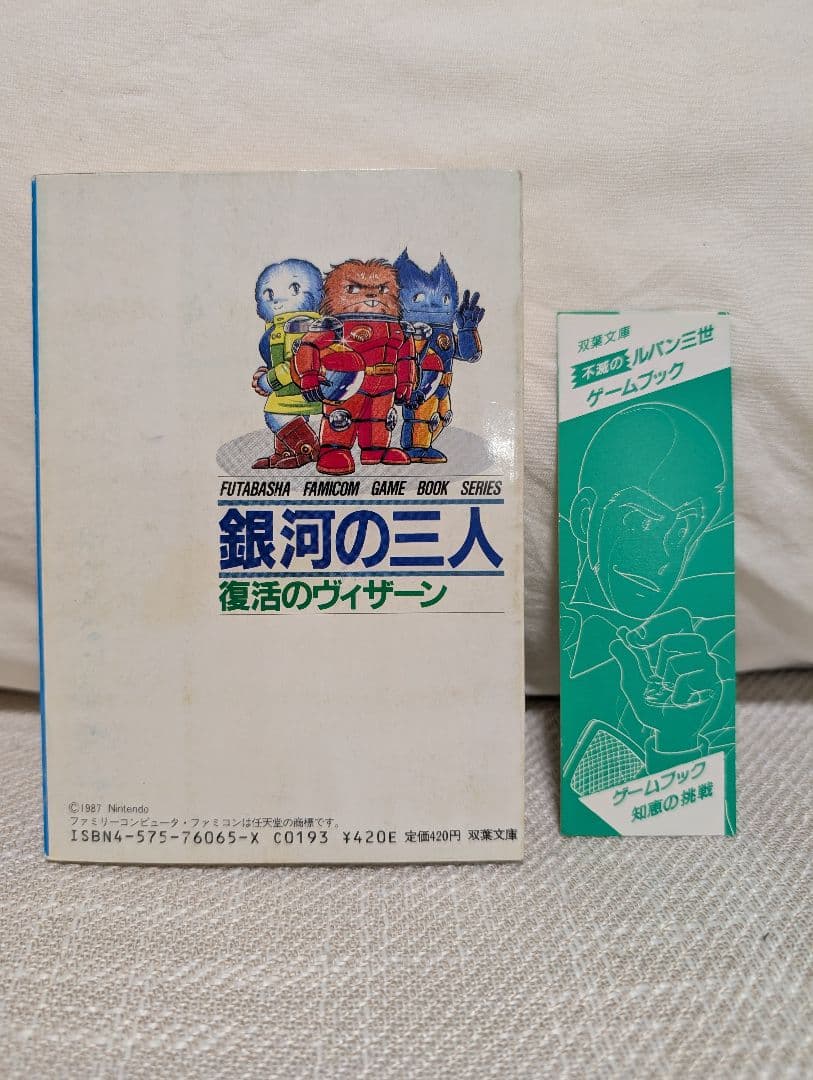 FUTABASHA FAMICOM GAME BOOK SERIES
銀河の三人
復活のヴィザーン
©1987 Nintendo
ファミリーコンピュータ・ファミコンは任天堂の商標です。
ISBN4-575-76065-X C0193 ¥420E 定価420円 双葉文庫
双葉文庫
不滅の ルパン三世
ゲームブック
ゲームブック
知恵の挑戦